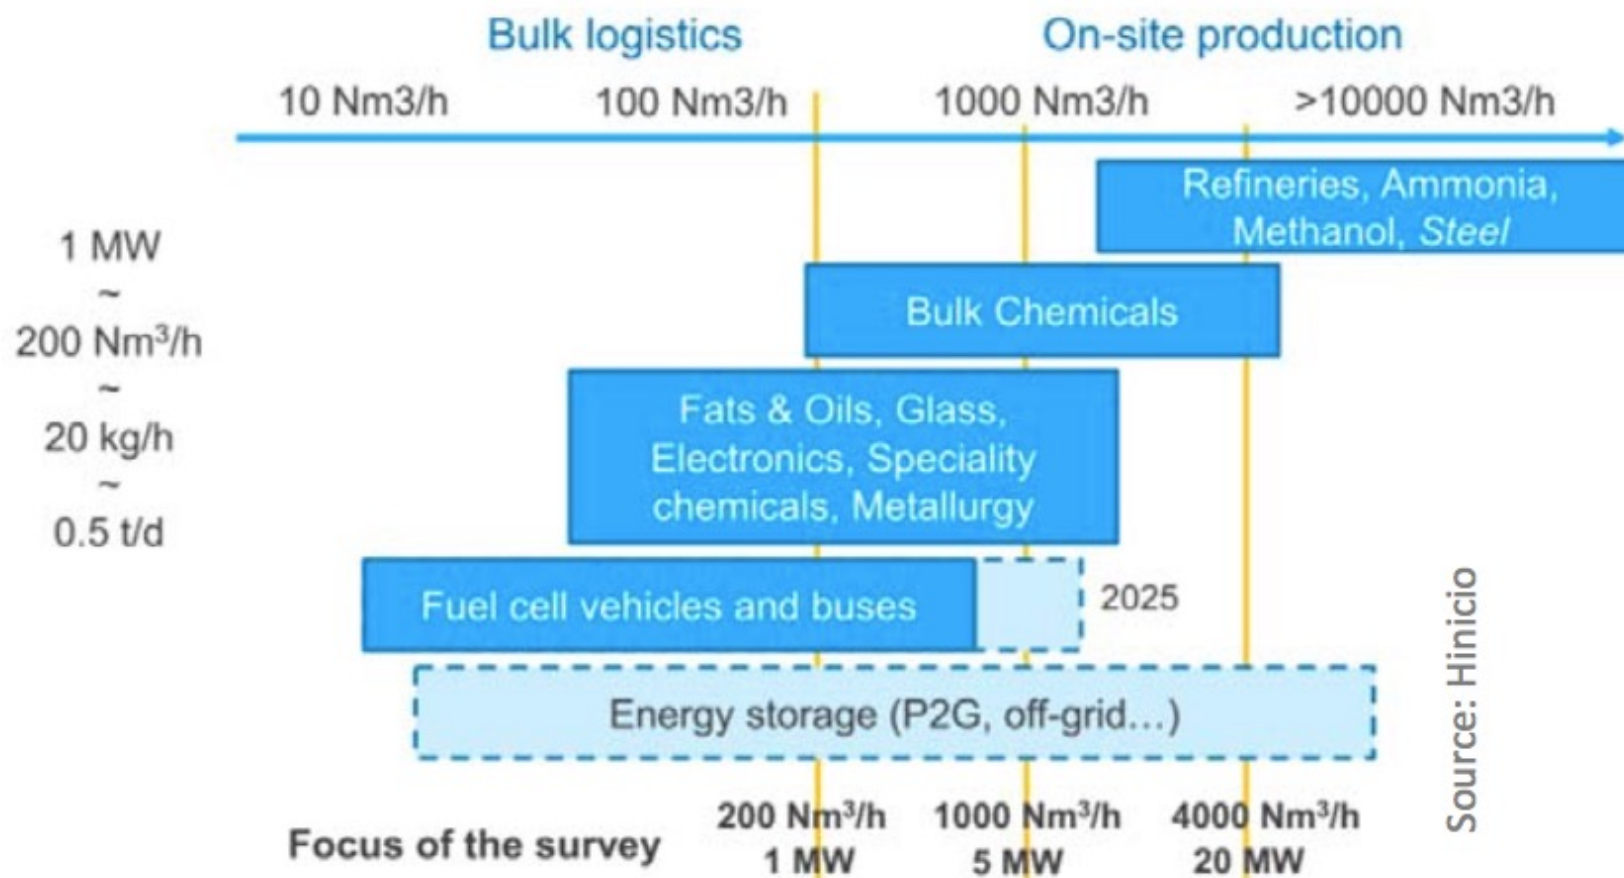 Bulk logistics
On-site production
10 Nm3/h
100 Nm3/h
1000 Nm3/h
>10000 Nm3/h
Refineries, Ammonia,
Methanol, Steel
1 MW
~
200 Nm³/h
~
20 kg/h
~
0.5 t/d
Bulk Chemicals
Fats & Oils, Glass,
Electronics, Speciality
chemicals, Metallurgy
Fuel cell vehicles and buses
2025
Energy storage (P2G, off-grid…)
Focus of the survey
200 Nm³/h
1 MW
1000 Nm³/h
5 MW
4000 Nm³/h
20 MW
Source: Hinicio